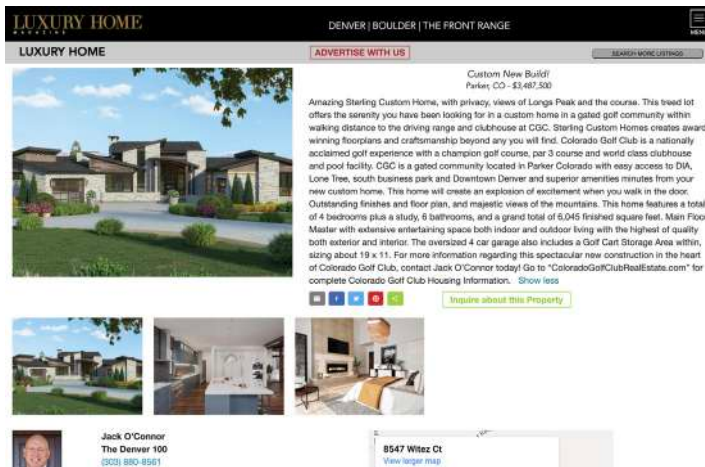 LUXURY HOME
MAGAZINE
DENVER | BOULDER | THE FRONT RANGE
MENU
LUXURY HOME
ADVERTISE WITH US
SEARCH MORE LISTINGS
Custom New Build!
Parker, CO - $3,487,500
Amazing Sterling Custom Home, with privacy, views of Longs Peak and the course. This treed lot
offers the serenity you have been looking for in a custom home in a gated golf community within
walking distance to the driving range and clubhouse at CGC. Sterling Custom Homes creates award
winning floorplans and craftsmanship beyond any you will find. Colorado Golf Club is a nationally
acclaimed golf experience with a champion golf course, par 3 course and world class clubhouse
and pool facility. CGC is a gated community located in Parker Colorado with easy access to DIA,
Lone Tree, south business park and Downtown Denver and superior amenities minutes from your
new custom home. This home will create an explosion of excitement when you walk in the door.
Outstanding finishes and floor plan, and majestic views of the mountains. This home features a total
of 4 bedrooms plus a study, 6 bathrooms, and a grand total of 6,045 finished square feet. Main Floor
Master with extensive entertaining space both indoor and outdoor living with the highest of quality
both exterior and interior. The oversized 4 car garage also includes a Golf Cart Storage Area within,
sizing about 19 x 11. For more information regarding this spectacular new construction in the heart
of Colorado Golf Club, contact Jack O'Connor today! Go to "ColoradoGolfClubRealEstate.com" for
complete Colorado Golf Club Housing Information. Show less
Inquire about this Property
Jack O'Connor
The Denver 100
(303) 880-8561
8547 Witez Ct
View larger map